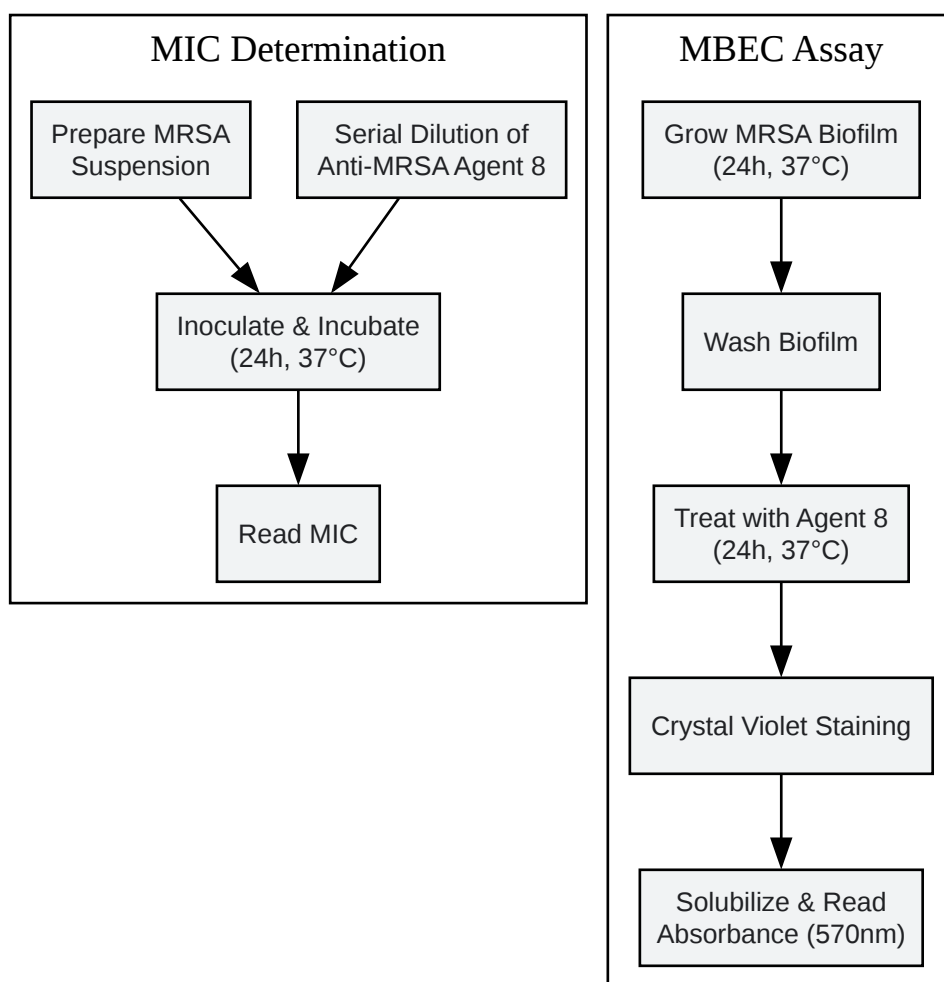 MIC Determination
Prepare MRSA
Suspension
Serial Dilution of
Anti-MRSA Agent 8
Inoculate & Incubate
(24h, 37°C)
Read MIC
MBEC Assay
Grow MRSA Biofilm
(24h, 37°C)
Wash Biofilm
Treat with Agent 8
(24h, 37°C)
Crystal Violet Staining
Solubilize & Read
Absorbance (570nm)